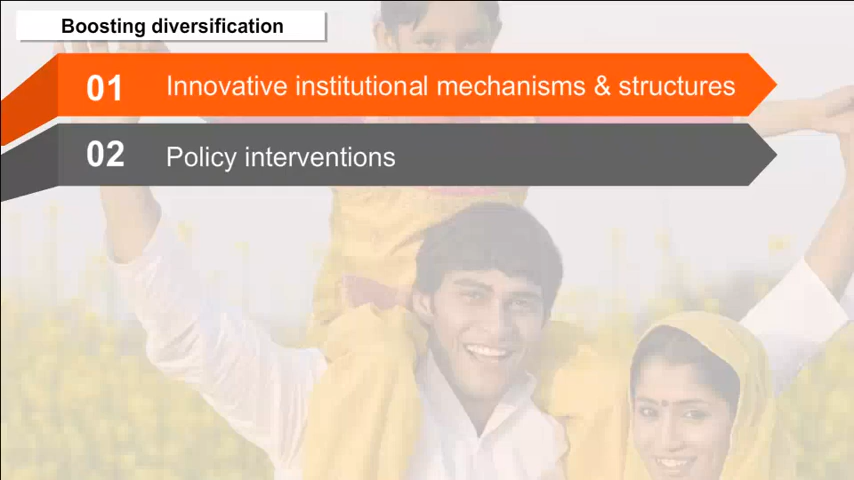 Boosting diversification
01 Innovative institutional mechanisms & structures
02 Policy interventions